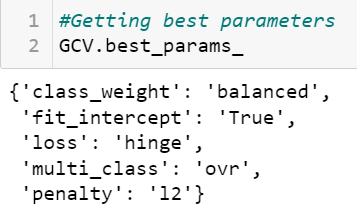 1 #Getting best parameters
2 GCV.best_params_
{'class_weight': 'balanced',
 'fit_intercept': 'True',
 'loss': 'hinge',
 'multi_class': 'ovr',
 'penalty': 'l2'}